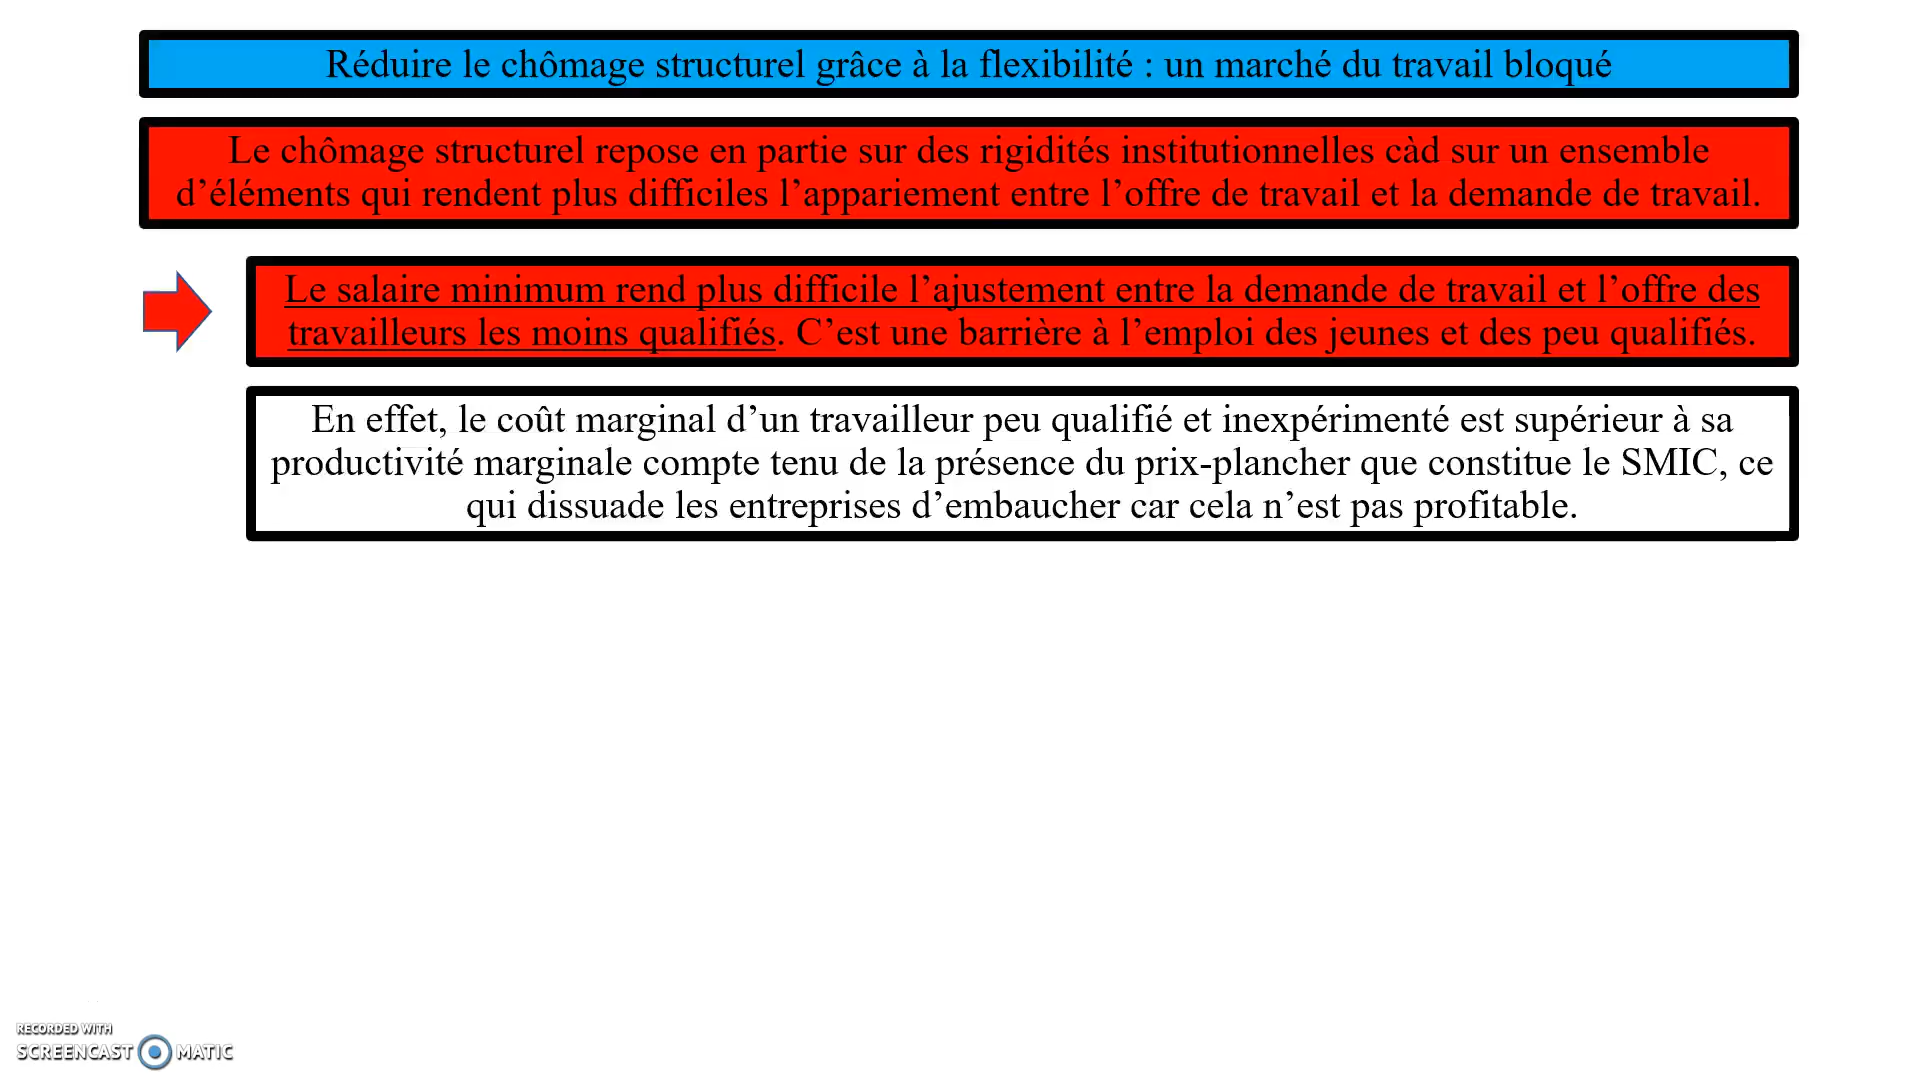 Réduire le chômage structurel grâce à la flexibilité : un marché du travail bloqué
Le chômage structurel repose en partie sur des rigidités institutionnelles càd sur un ensemble
d’éléments qui rendent plus difficiles l’appariement entre l’offre de travail et la demande de travail.
Le salaire minimum rend plus difficile l’ajustement entre la demande de travail et l’offre des
travailleurs les moins qualifiés. C’est une barrière à l’emploi des jeunes et des peu qualifiés.
En effet, le coût marginal d’un travailleur peu qualifié et inexpérimenté est supérieur à sa
productivité marginale compte tenu de la présence du prix-plancher que constitue le SMIC, ce
qui dissuade les entreprises d’embaucher car cela n’est pas profitable.
RECORDED WITH
SCREENCAST MATIC